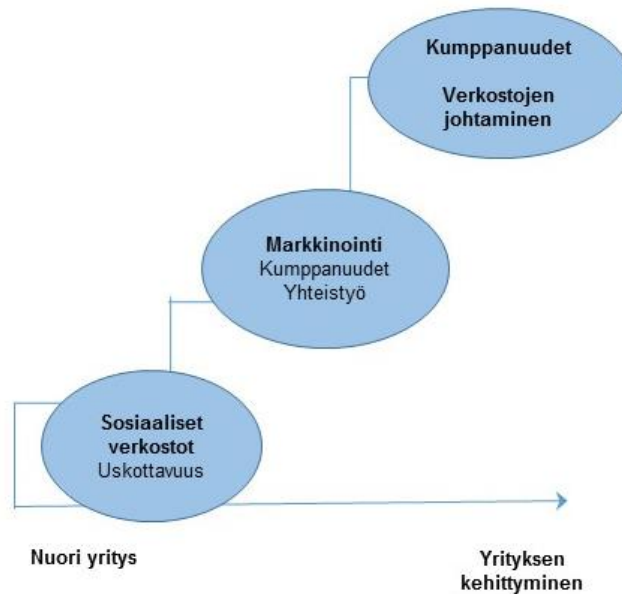 Kumppanuudet
Verkostojen
johtaminen
Markkinointi
Kumppanuudet
Yhteistyö
Sosiaaliset
verkostot
Uskottavuus
Nuori yritys
Yrityksen
kehittyminen